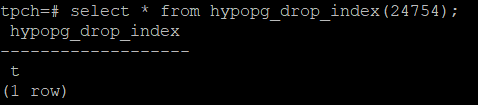 tpch=# select * from hypopg_drop_index(24754);
hypopg_drop_index
-------------------
t
(1 row)